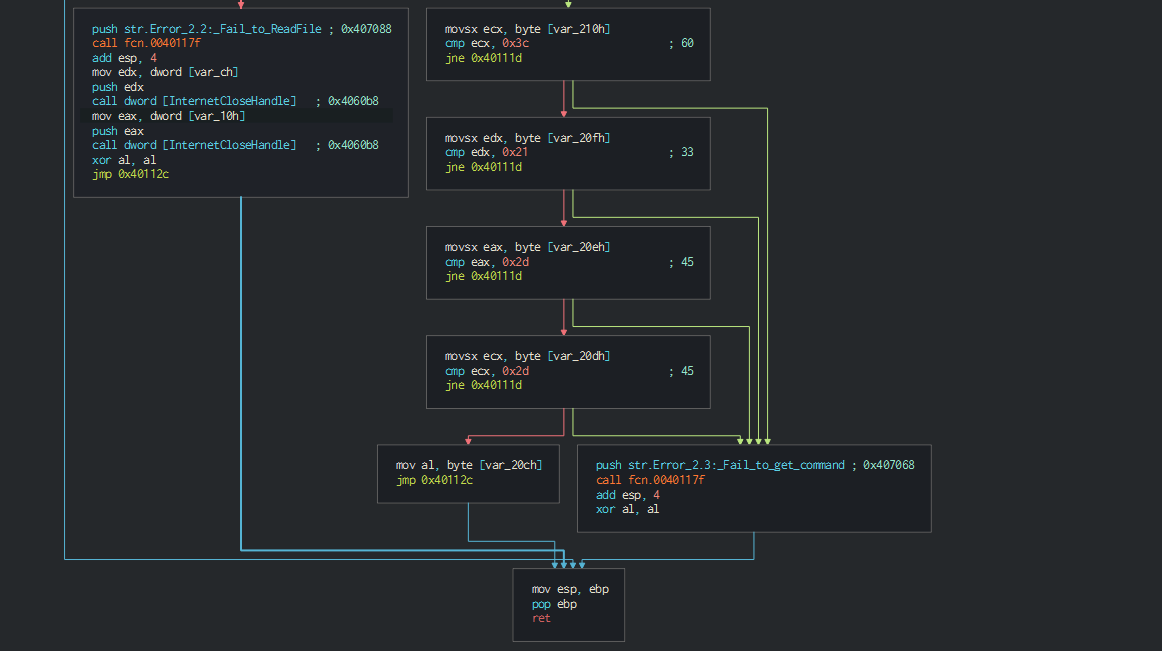 push str.Error_2.2:_Fail_to_ReadFile ; 0x407088
call fcn.0040117f
add esp, 4
mov edx, dword [var_ch]
push edx
call dword [InternetCloseHandle] ; 0x4060b8
mov eax, dword [var_10h]
push eax
call dword [InternetCloseHandle] ; 0x4060b8
xor al, al
jmp 0x40112c
movsx ecx, byte [var_210h]
cmp ecx, 0x3c ; 60
jne 0x40111d
movsx edx, byte [var_20fh]
cmp edx, 0x21 ; 33
jne 0x40111d
movsx eax, byte [var_20eh]
cmp eax, 0x2d ; 45
jne 0x40111d
movsx ecx, byte [var_20dh]
cmp ecx, 0x2d ; 45
jne 0x40111d
mov al, byte [var_20ch]
jmp 0x40112c
push str.Error_2.3:_Fail_to_get_command ; 0x407068
call fcn.0040117f
add esp, 4
xor al, al
mov esp, ebp
pop ebp
ret